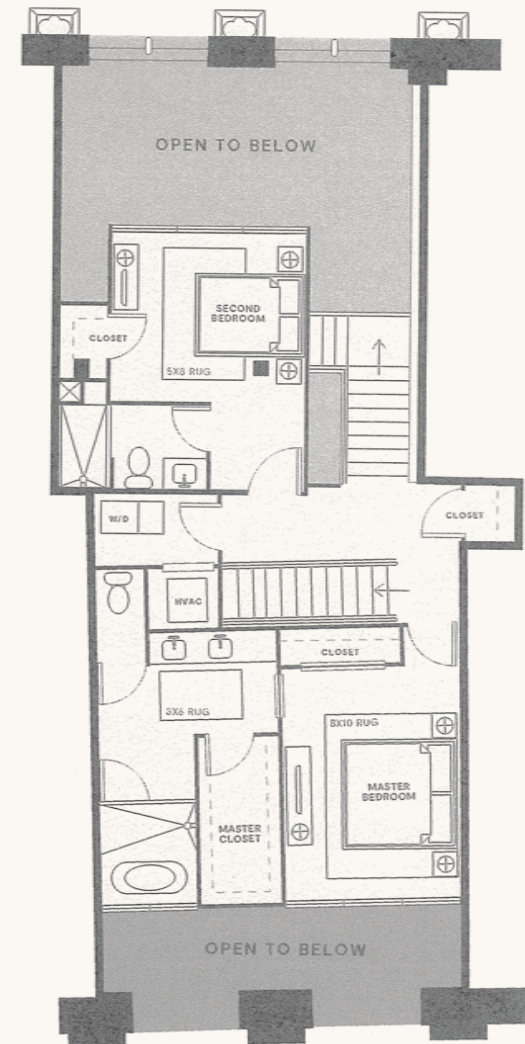 OPEN TO BELOW
SECOND
BEDROOM
CLOSET
5X8 RUG
W/D
CLOSET
HVAC
CLOSET
3X5 RUG
8X10 RUG
MASTER
BEDROOM
MASTER
CLOSET
OPEN TO BELOW